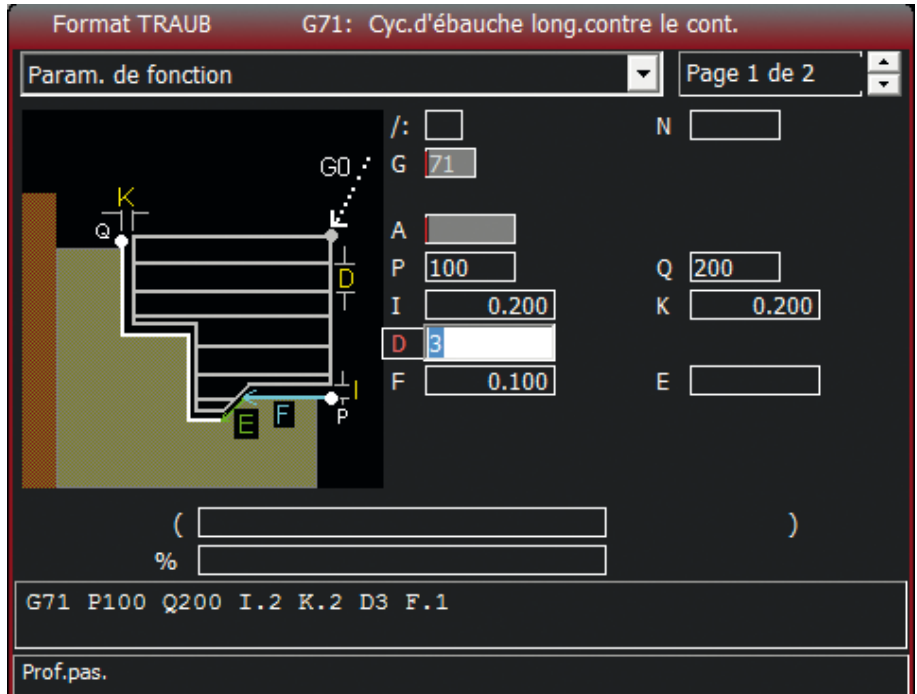 Format TRAUB G71: Cyc.d'ébauche long.contre le cont.
Param. de fonction Page 1 de 2
/: N
G 71
G0
K
Q
A
D
P 100 Q 200
I 0.200 K 0.200
D 3
F 0.100 E
I
E F P
( )
%
G71 P100 Q200 I.2 K.2 D3 F.1
Prof.pas.